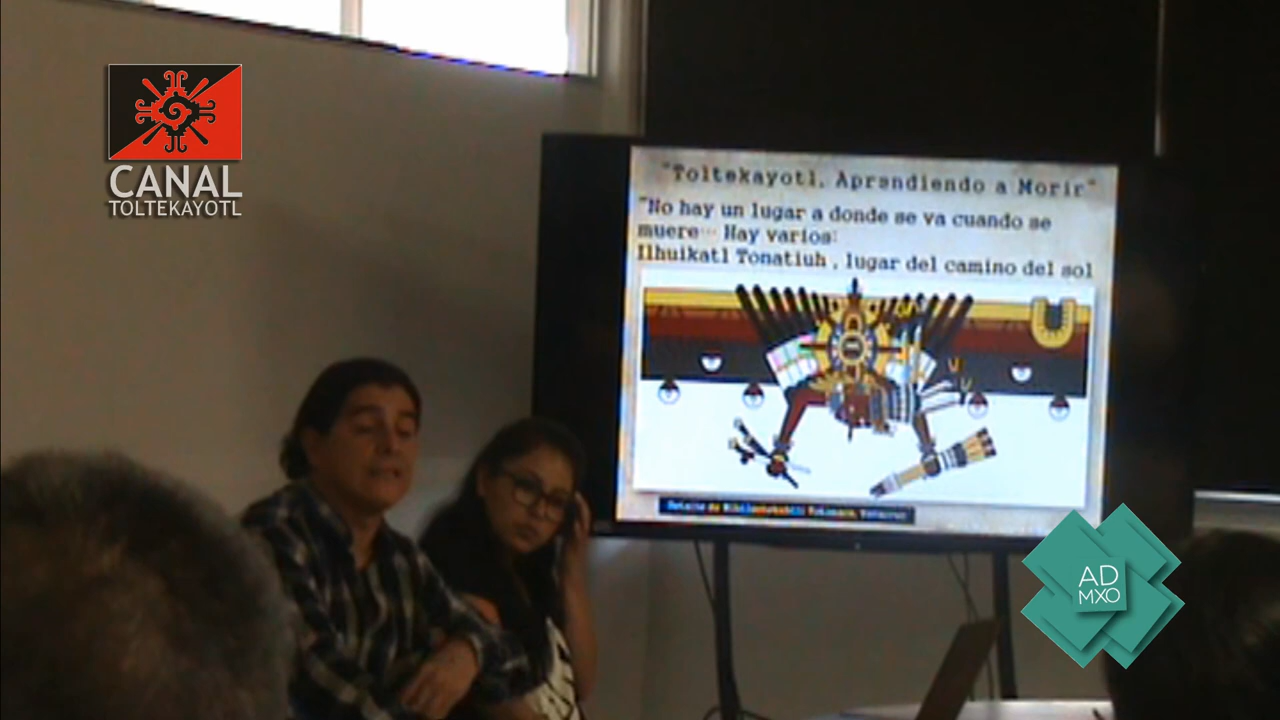 CANAL
TOLTEKAYOTL
"Toltekayotl, Aprendiendo a Morir"
"No hay un lugar a donde se va cuando se
muere… Hay varios:
Ilhuikatl Tonatiuh , lugar del camino del sol
AD
MXO